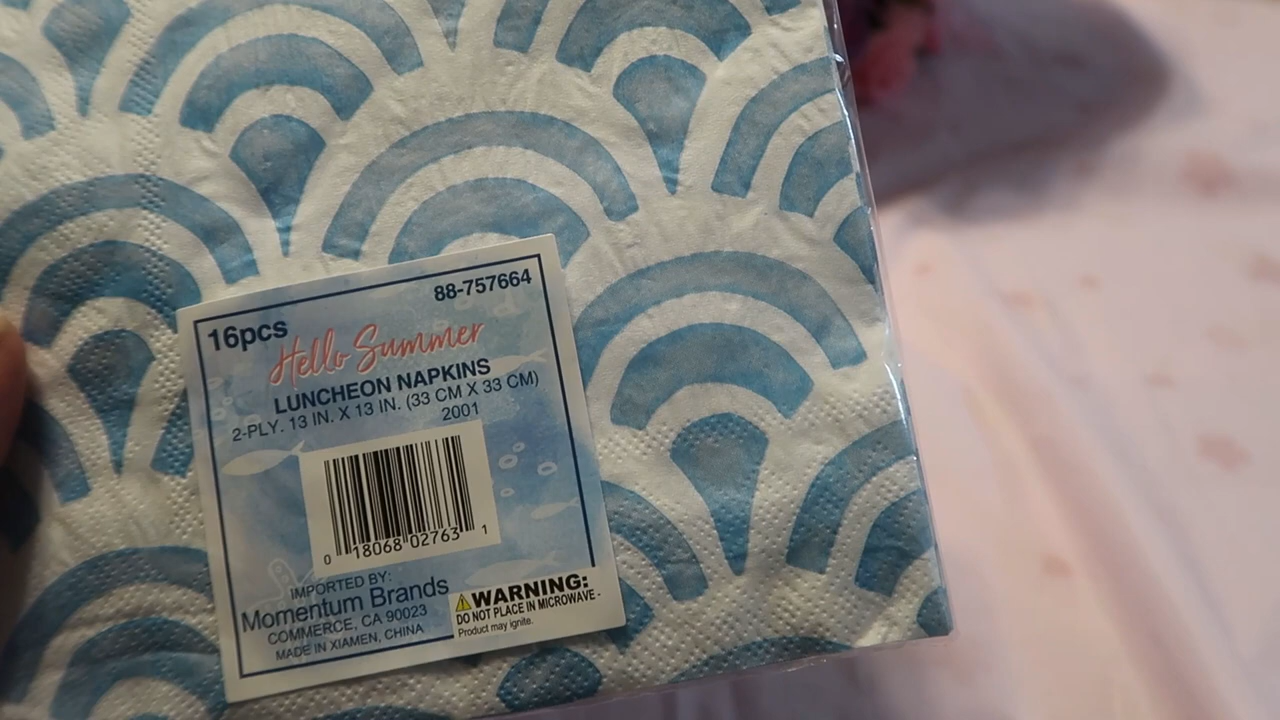 88-757664
16pcs
Hello Summer
LUNCHEON NAPKINS
2-PLY. 13 IN. X 13 IN. (33 CM X 33 CM)
2001
0 18068 02763 1
IMPORTED BY:
Momentum Brands
COMMERCE, CA 90023
MADE IN XIAMEN, CHINA
WARNING:
DO NOT PLACE IN MICROWAVE -
Product may ignite.